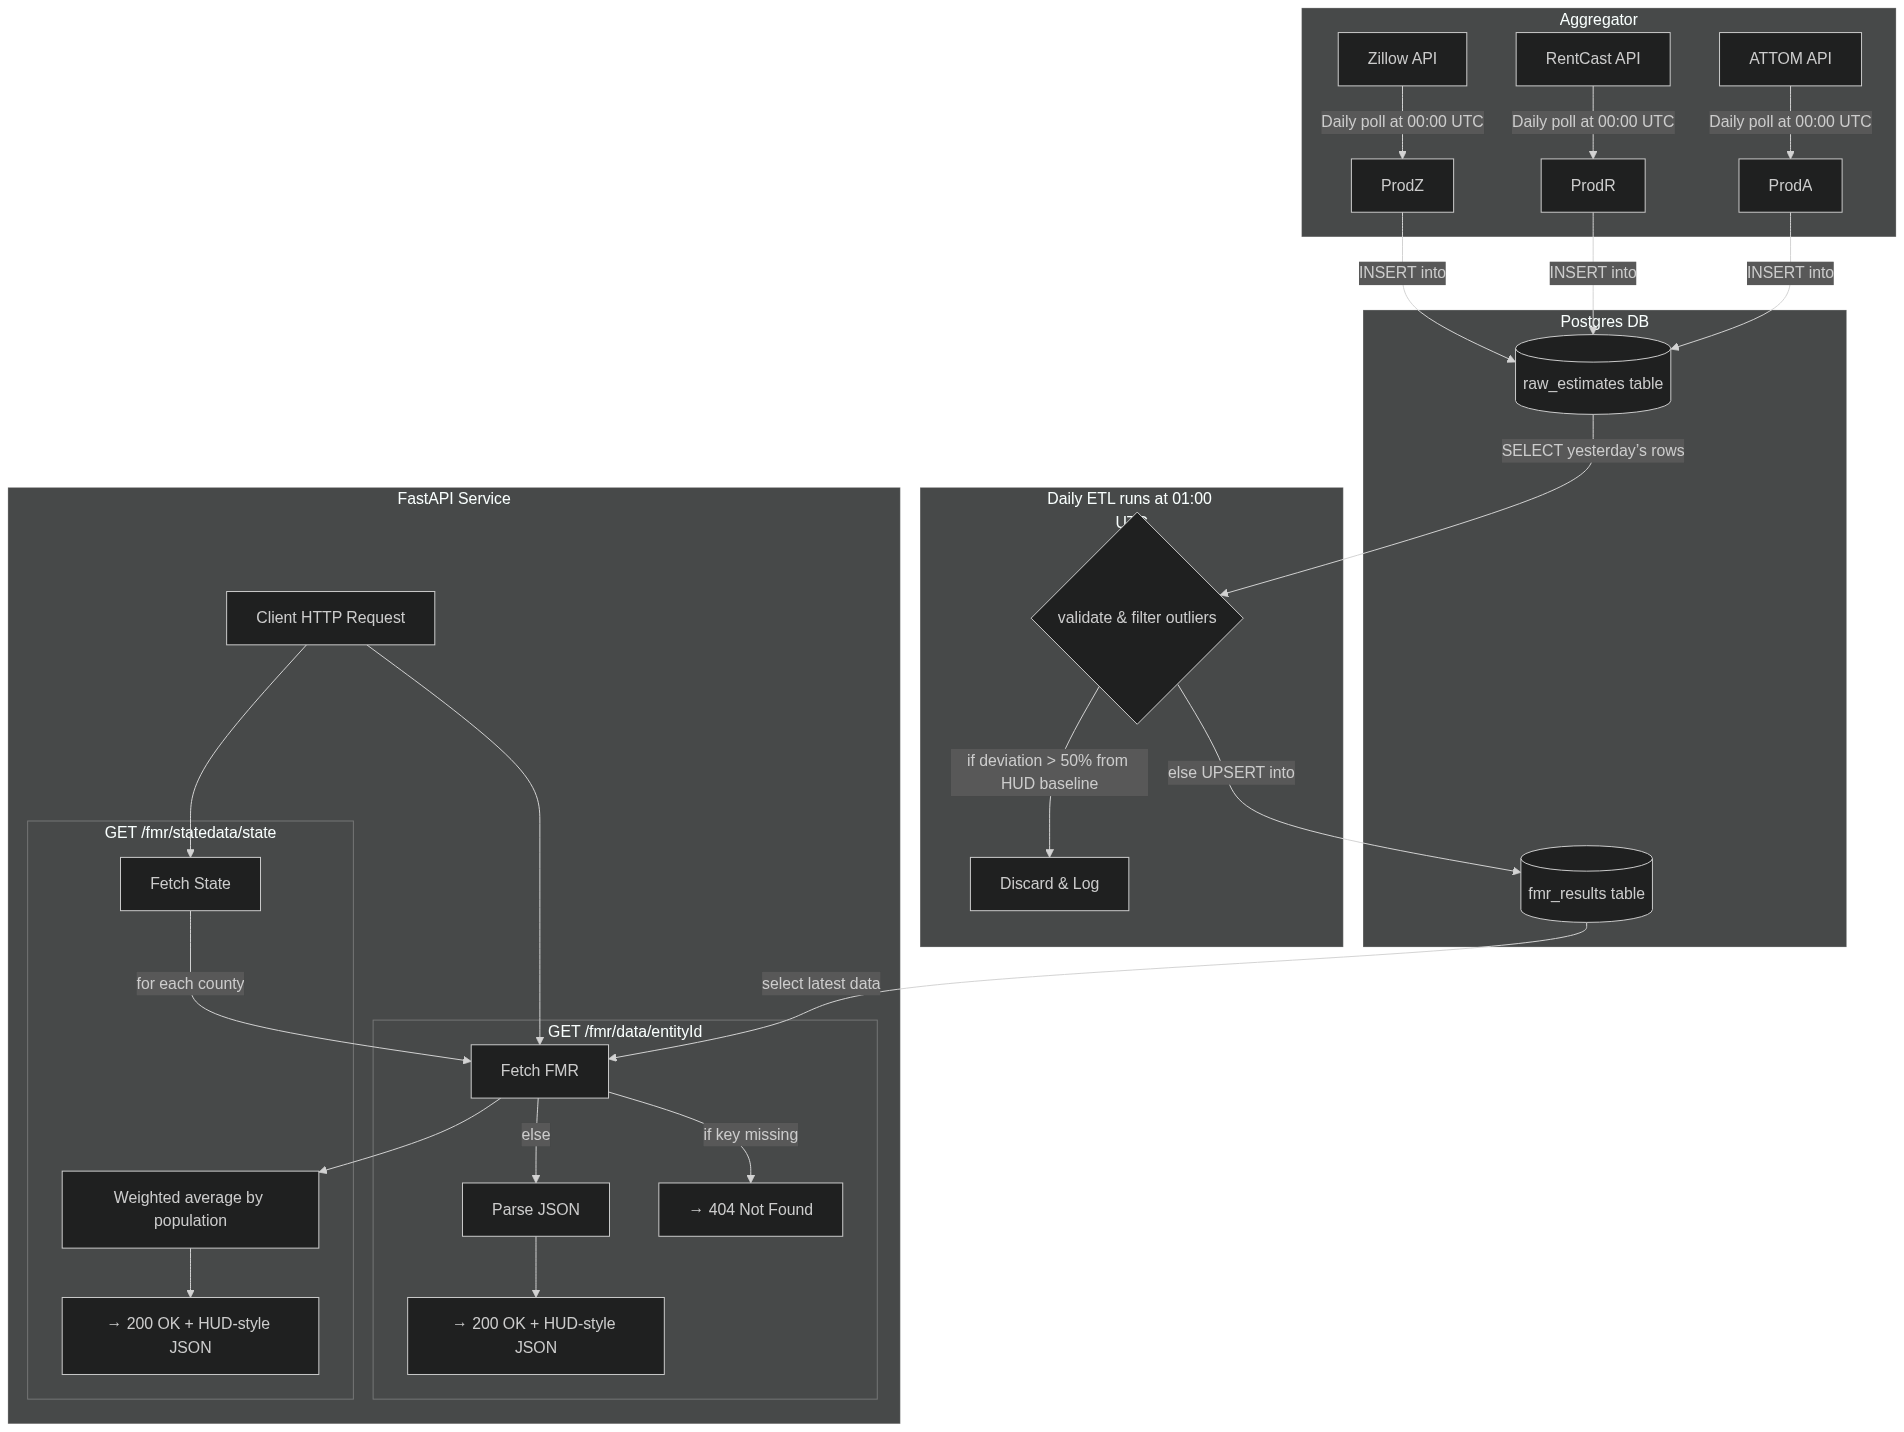 Aggregator
Zillow API
RentCast API
ATTOM API
Daily poll at 00:00 UTC
Daily poll at 00:00 UTC
Daily poll at 00:00 UTC
ProdZ
ProdR
ProdA
INSERT into
INSERT into
INSERT into
Postgres DB
raw_estimates table
SELECT yesterday’s rows
FastAPI Service
Client HTTP Request
Daily ETL runs at 01:00
validate & filter outliers
if deviation > 50% from
HUD baseline
else UPSERT into
Discard & Log
fmr_results table
GET /fmr/statedata/state
Fetch State
for each county
select latest data
GET /fmr/data/entityId
Fetch FMR
else
if key missing
Weighted average by
population
Parse JSON
→ 404 Not Found
→ 200 OK + HUD-style
JSON
→ 200 OK + HUD-style
JSON